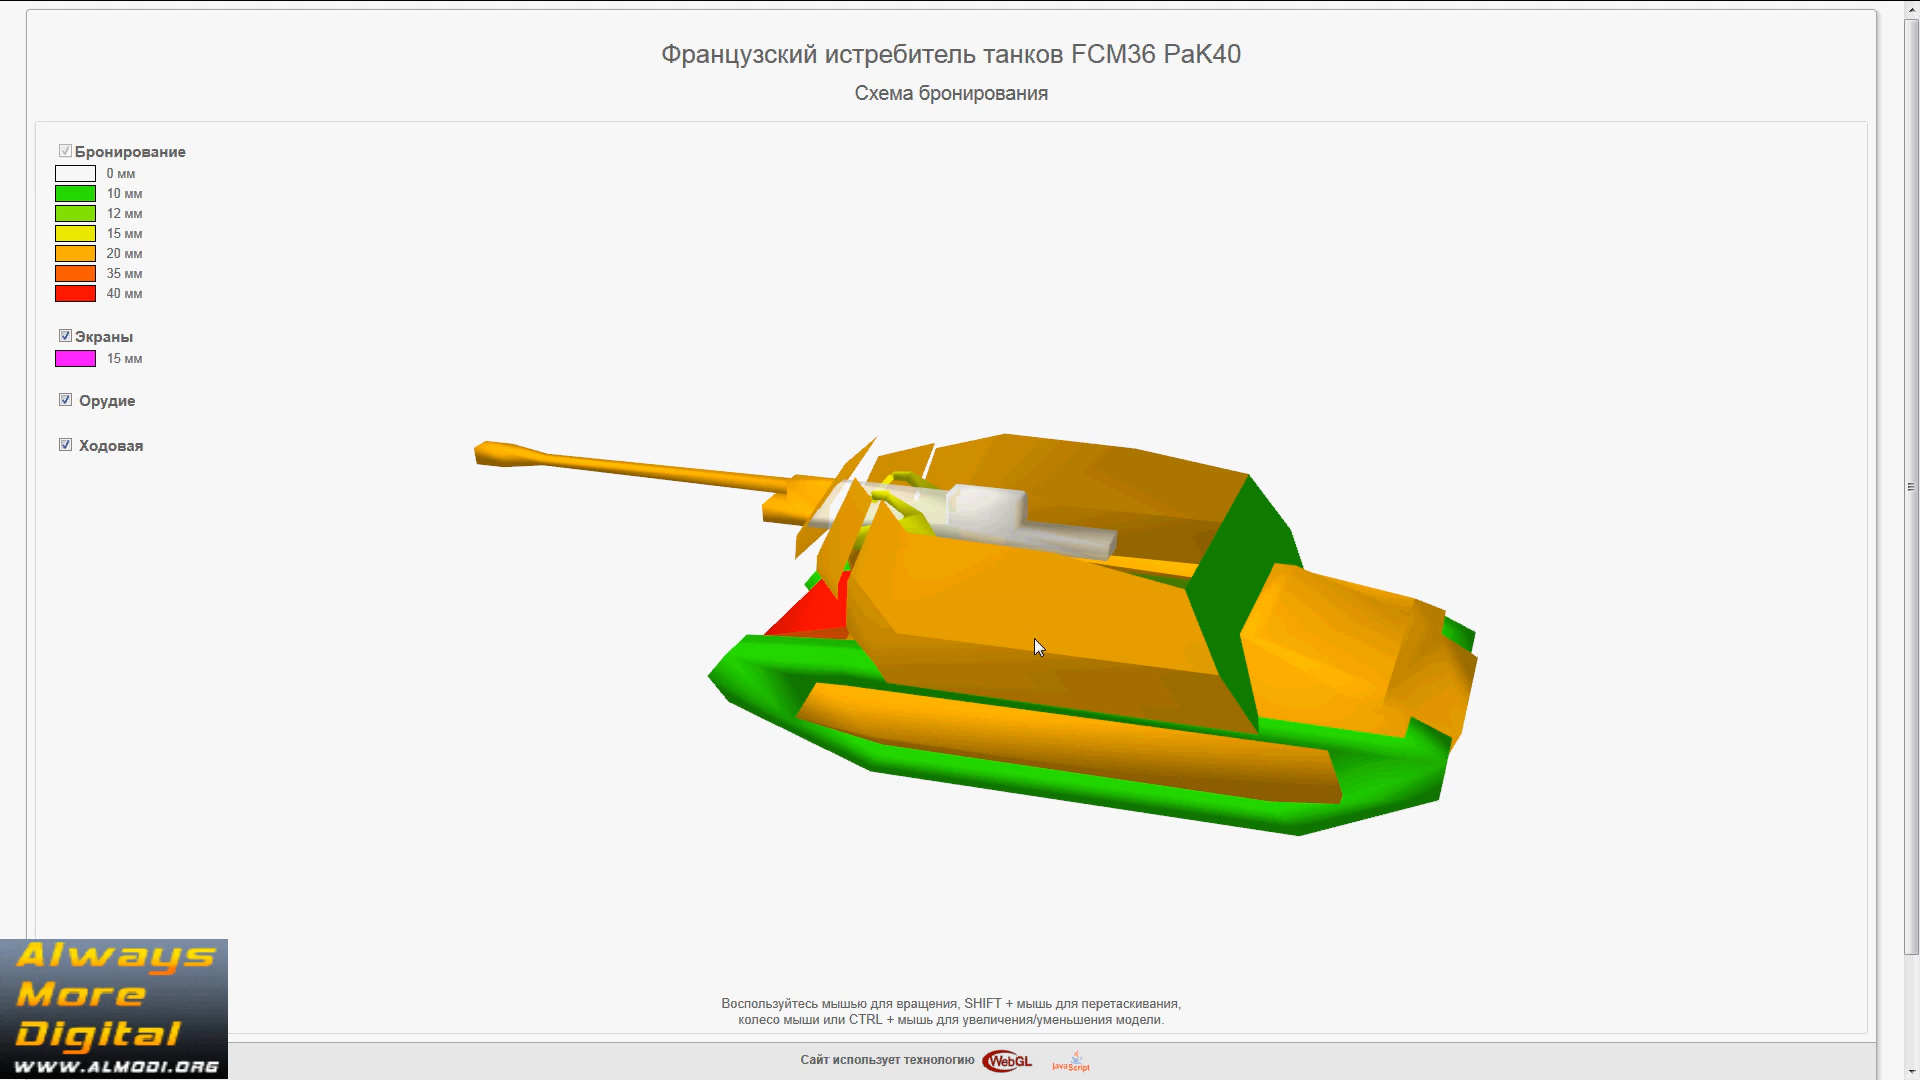 Французский истребитель танков FCM36 PaK40
Схема бронирования
Бронирование
0 мм
10 мм
12 мм
15 мм
20 мм
35 мм
40 мм
Экраны
15 мм
Орудие
Ходовая
Воспользуйтесь мышью для вращения, SHIFT + мышь для перетаскивания,
колесо мыши или CTRL + мышь для увеличения/уменьшения модели.
Сайт использует технологию WebGL JavaScript
Always
More
Digital
WWW.ALMODI.ORG